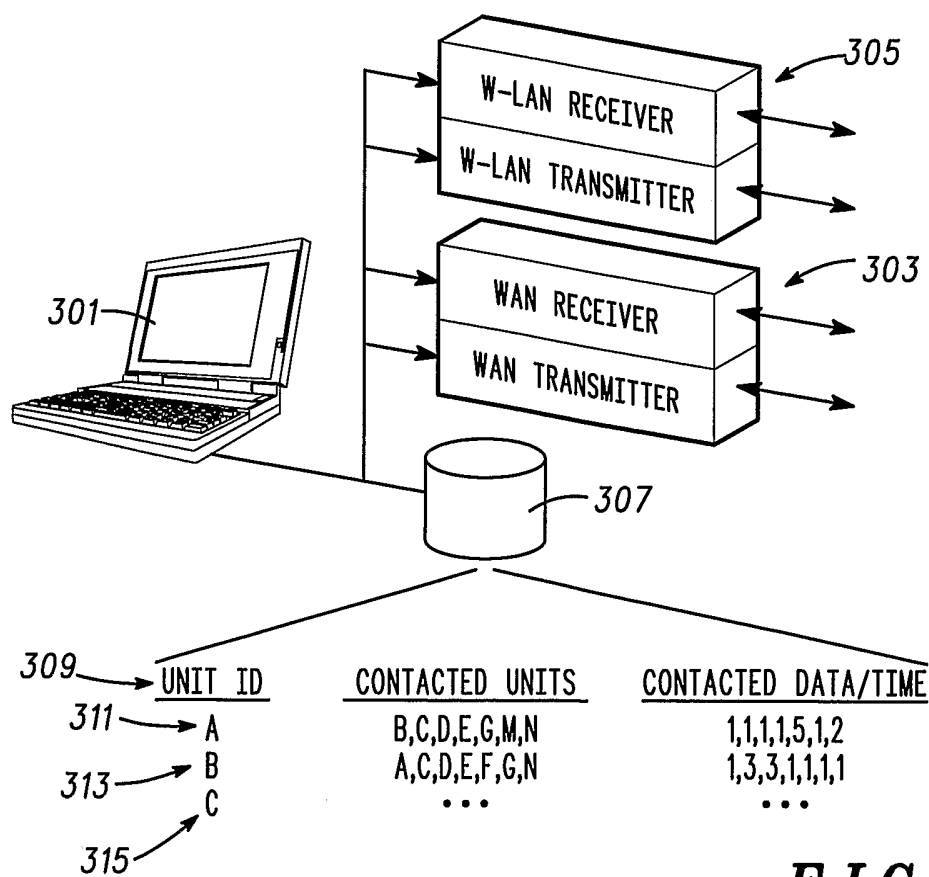 305
W-LAN RECEIVER
W-LAN TRANSMITTER
303
WAN RECEIVER
301
WAN TRANSMITTER
307
309 UNIT ID CONTACTED UNITS CONTACTED DATA/TIME
311 A B,C,D,E,G,M,N 1,1,1,1,5,1,2
313 B A,C,D,E,F,G,N 1,3,3,1,1,1,1
C ••• •••
315